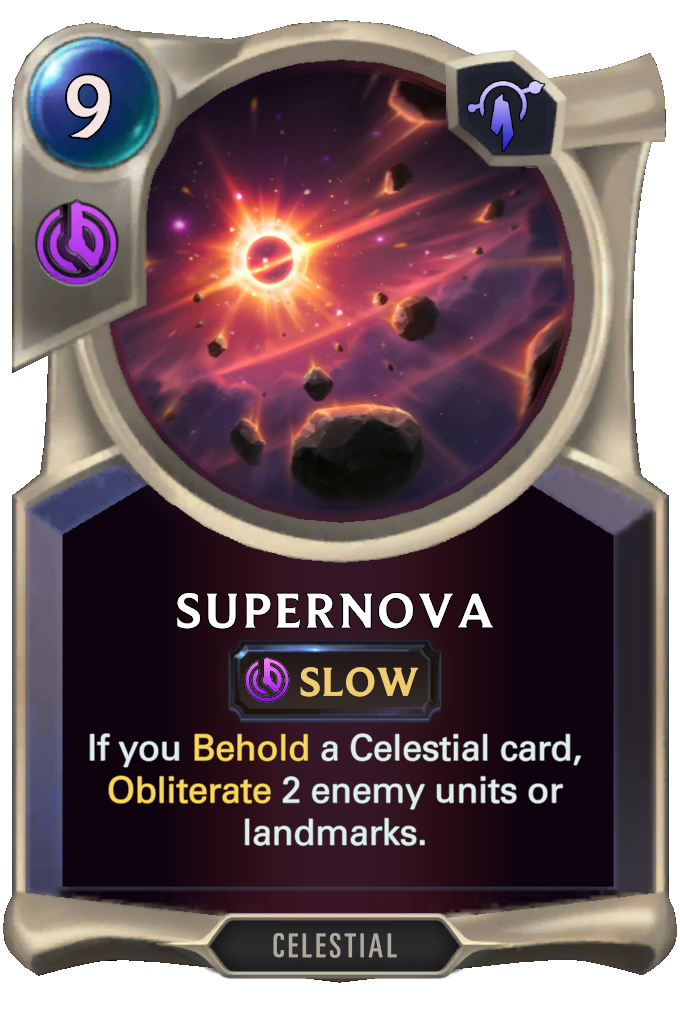 9
SUPERNOVA
SLOW
If you Behold a Celestial card,
Obliterate 2 enemy units or
landmarks.
CELESTIAL